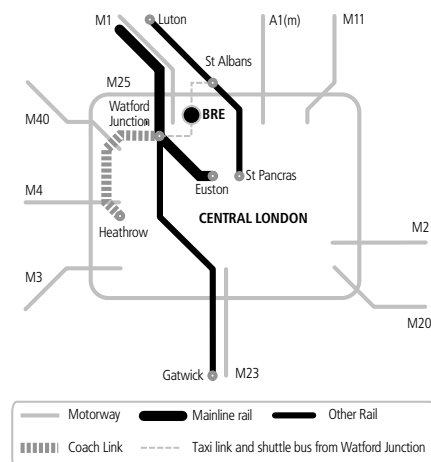 M1
Luton
A1(m)
M11
St Albans
M25
M40
Watford
Junction
BRE
M4
Euston
St Pancras
CENTRAL LONDON
Heathrow
M2
M3
M20
Gatwick
M23
Motorway
Mainline rail
Other Rail
Coach Link
Taxi link and shuttle bus from Watford Junction